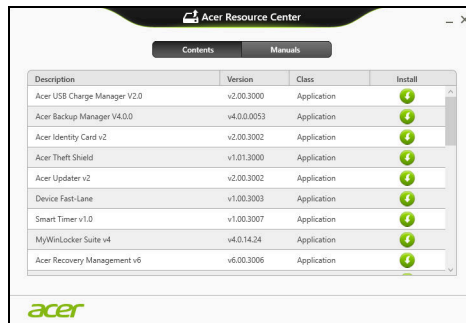 Acer Resource Center
Contents Manuals
Description Version Class Install
Acer USB Charge Manager V2.0 v2.00.3000 Application
Acer Backup Manager V4.0.0 v4.0.0.0053 Application
Acer Identity Card v2 v2.00.3002 Application
Acer Theft Shield v1.01.3000 Application
Acer Updater v2 v2.00.3002 Application
Device Fast-Lane v1.00.3003 Application
Smart Timer v1.0 v1.00.3007 Application
MyWinLocker Suite v4 v4.0.14.24 Application
Acer Recovery Management v6 v6.00.3006 Application
acer